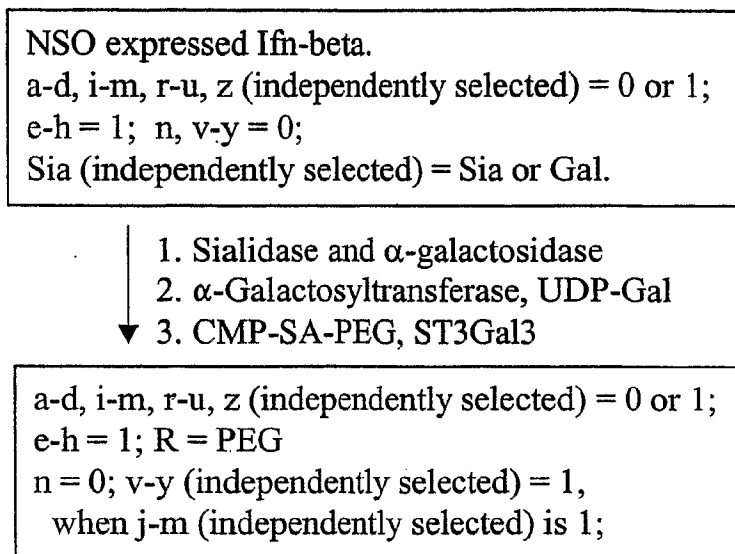 NSO expressed Ifn-beta.
a-d, i-m, r-u, z (independently selected) = 0 or 1;
e-h = 1; n, v-y = 0;
Sia (independently selected) = Sia or Gal.
1. Sialidase and α-galactosidase
2. α-Galactosyltransferase, UDP-Gal
3. CMP-SA-PEG, ST3Gal3
a-d, i-m, r-u, z (independently selected) = 0 or 1;
e-h = 1; R = PEG
n = 0; v-y (independently selected) = 1,
when j-m (independently selected) is 1;